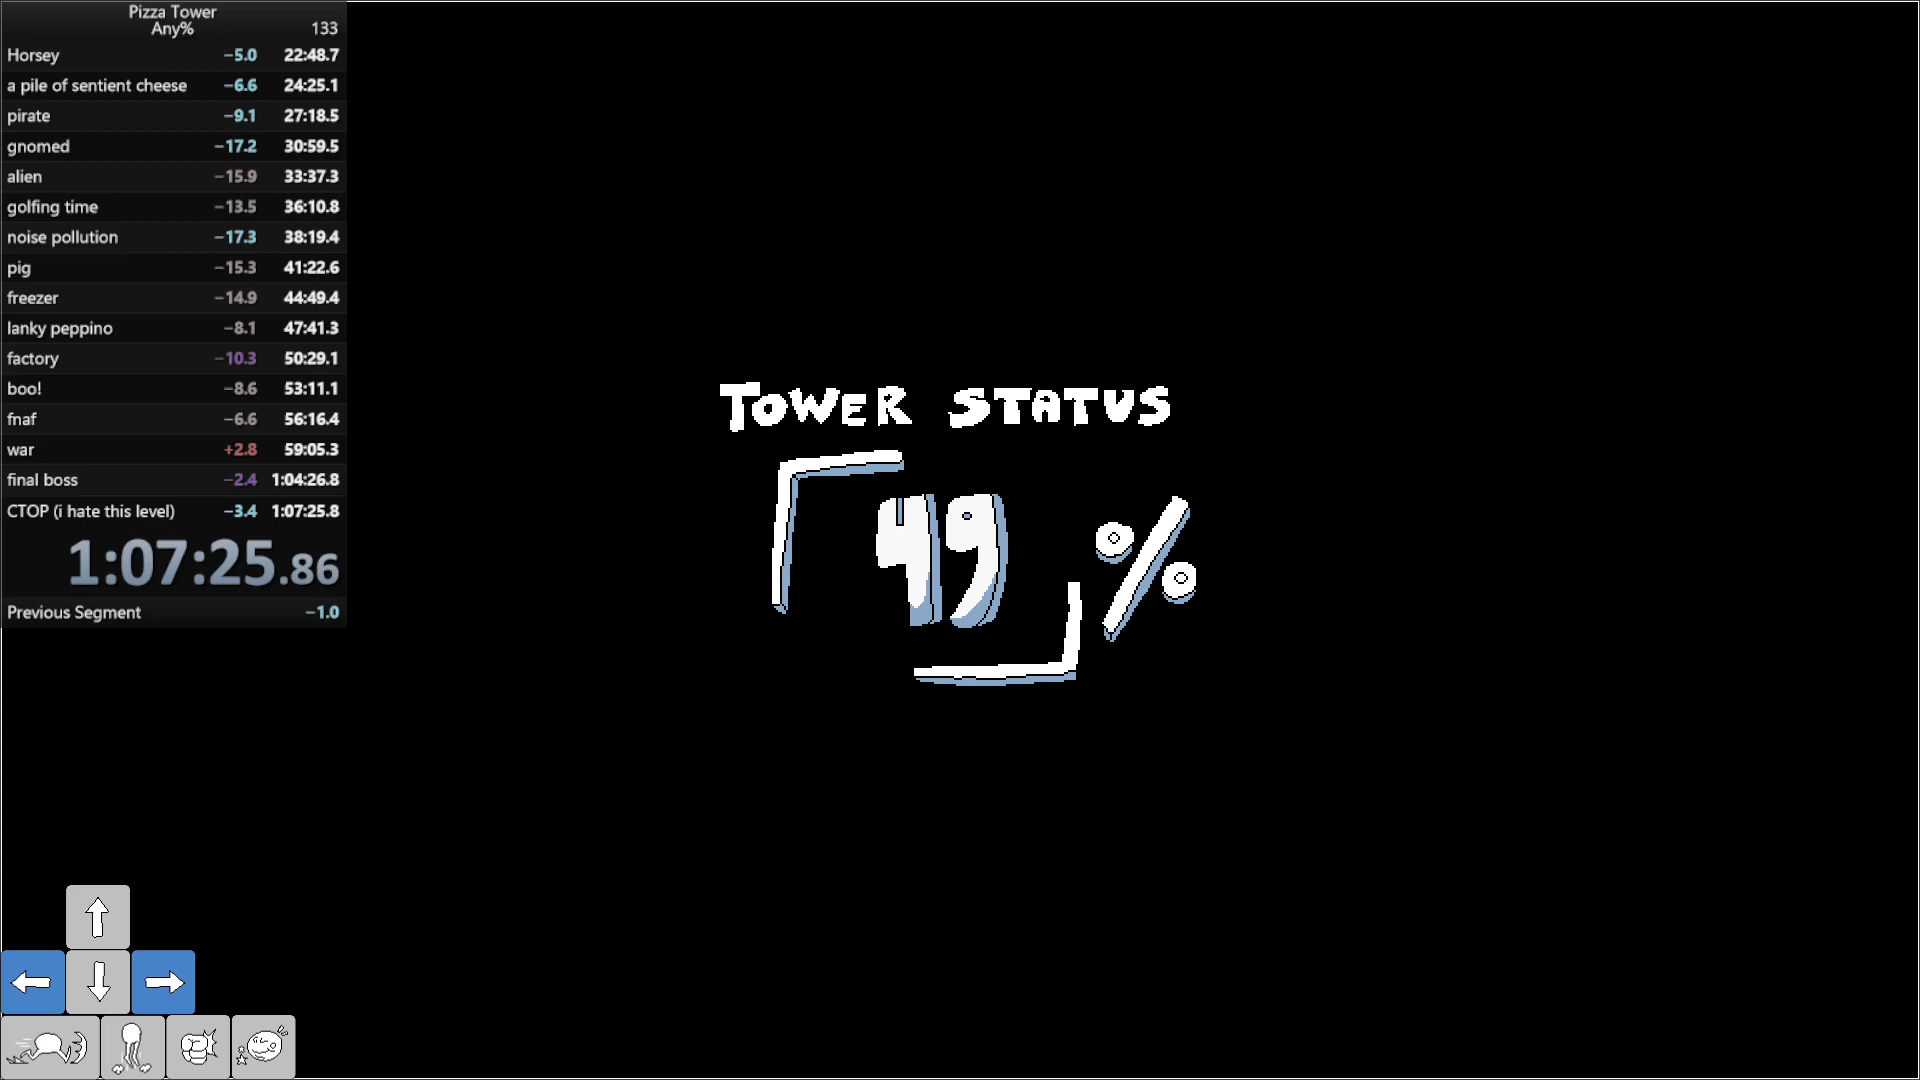 Pizza Tower
Any% 133
Horsey −5.0 22:48.7
a pile of sentient cheese −6.6 24:25.1
pirate −9.1 27:18.5
gnomed −17.2 30:59.5
alien −15.9 33:37.3
golfing time −13.5 36:10.8
noise pollution −17.3 38:19.4
pig −15.3 41:22.6
freezer −14.9 44:49.4
lanky peppino −8.1 47:41.3
factory −10.3 50:29.1
boo! −8.6 53:11.1
fnaf −6.6 56:16.4
war +2.8 59:05.3
final boss −2.4 1:04:26.8
CTOP (i hate this level) −3.4 1:07:25.8
1:07:25.86
Previous Segment −1.0
TOWER STATUS
49 %